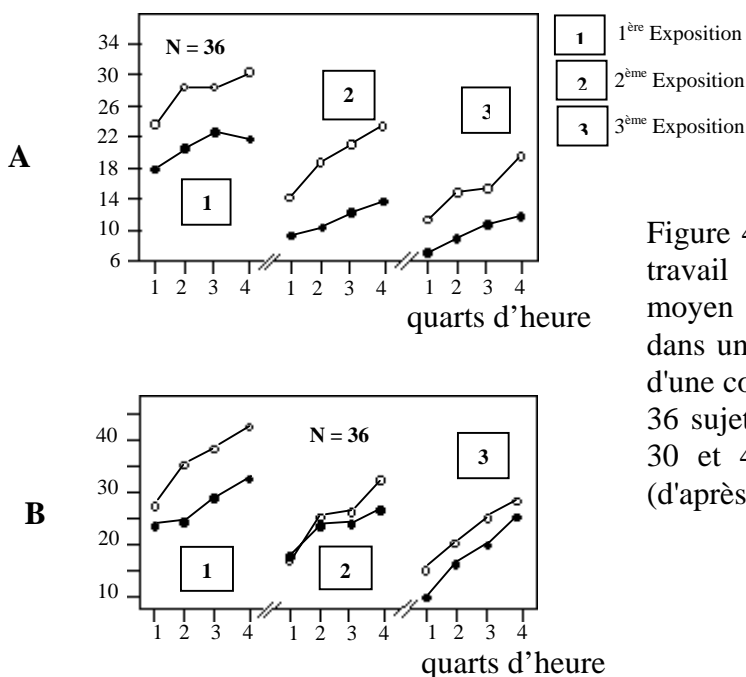 34
30
26
22
18
14
10
6
A
N = 36
1
2
3
1 2 3 4 1 2 3 4 1 2 3 4
quarts d’heure
1 1ère Exposition
2 2ème Exposition
3 3ème Exposition
Figure 4
travail
moyen
dans un
d'une co
36 sujet
30 et 4
(d'après
40
30
20
10
B
N = 36
1
2
3
1 2 3 4 1 2 3 4 1 2 3 4
quarts d’heure